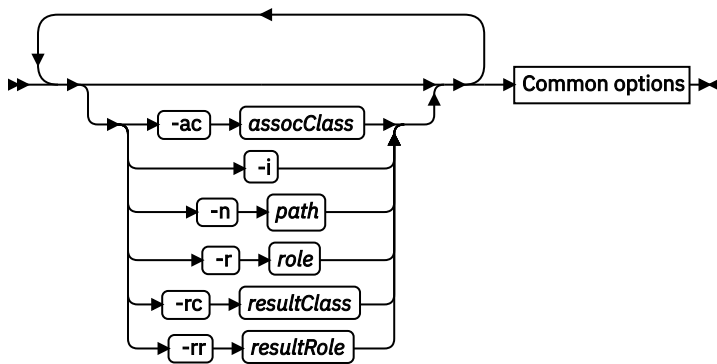 Common options
-ac assocClass
-i
-n path
-r role
-rc resultClass
-rr resultRole